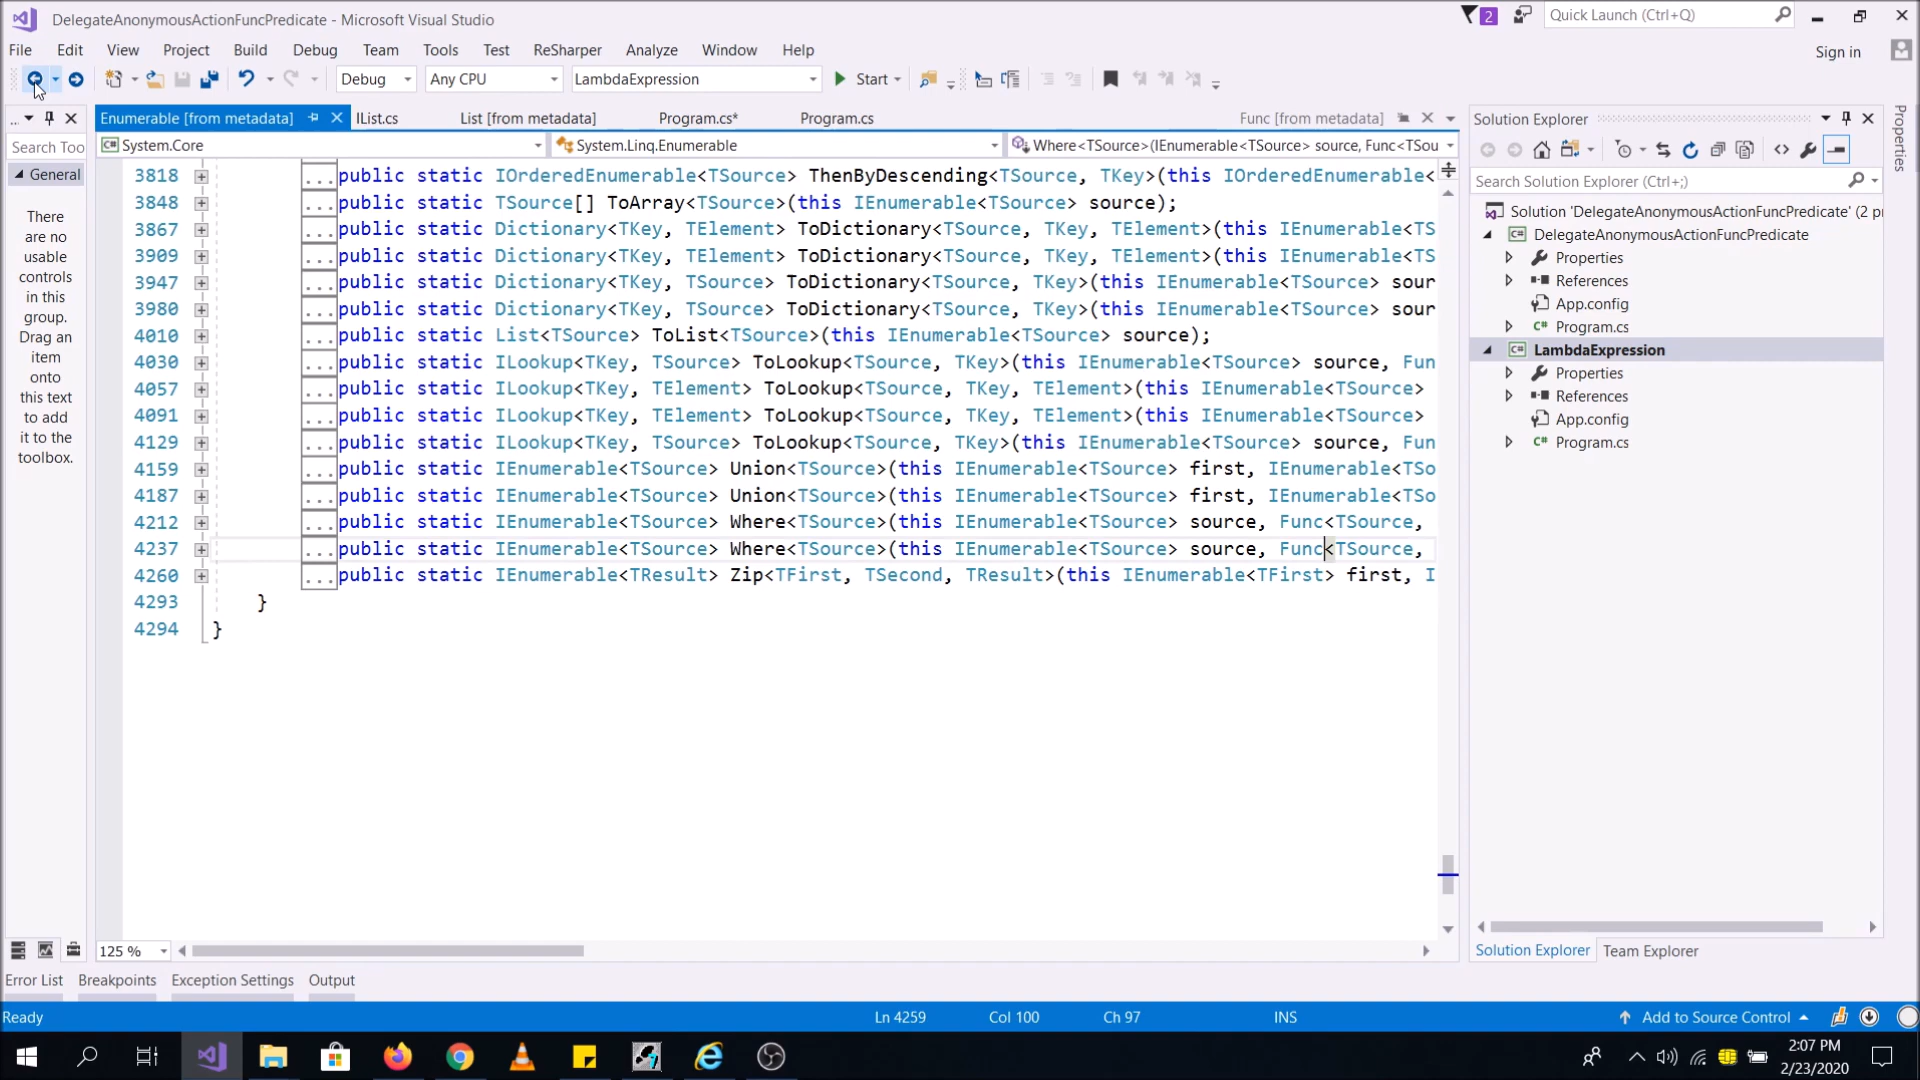 DelegateAnonymousActionFuncPredicate - Microsoft Visual Studio
2
Quick Launch (Ctrl+Q)
File Edit View Project Build Debug Team Tools Test ReSharper Analyze Window Help
Sign in
Debug Any CPU LambdaExpression Start
Enumerable [from metadata] IList.cs List [from metadata] Program.cs* Program.cs Func [from metadata]
System.Core System.Linq.Enumerable Where<TSource>(IEnumerable<TSource> source, Func<TSou
Search Too
General
There
are no
usable
controls
in this
group.
Drag an
item
onto
this text
to add
it to the
toolbox.
3818 ... public static IOrderedEnumerable<TSource> ThenByDescending<TSource, TKey>(this IOrderedEnumerable<
3848 ... public static TSource[] ToArray<TSource>(this IEnumerable<TSource> source);
3867 ... public static Dictionary<TKey, TElement> ToDictionary<TSource, TKey, TElement>(this IEnumerable<TS
3909 ... public static Dictionary<TKey, TElement> ToDictionary<TSource, TKey, TElement>(this IEnumerable<TS
3947 ... public static Dictionary<TKey, TSource> ToDictionary<TSource, TKey>(this IEnumerable<TSource> sour
3980 ... public static Dictionary<TKey, TSource> ToDictionary<TSource, TKey>(this IEnumerable<TSource> sour
4010 ... public static List<TSource> ToList<TSource>(this IEnumerable<TSource> source);
4030 ... public static ILookup<TKey, TSource> ToLookup<TSource, TKey>(this IEnumerable<TSource> source, Fun
4057 ... public static ILookup<TKey, TElement> ToLookup<TSource, TKey, TElement>(this IEnumerable<TSource>
4091 ... public static ILookup<TKey, TElement> ToLookup<TSource, TKey, TElement>(this IEnumerable<TSource>
4129 ... public static ILookup<TKey, TSource> ToLookup<TSource, TKey>(this IEnumerable<TSource> source, Fun
4159 ... public static IEnumerable<TSource> Union<TSource>(this IEnumerable<TSource> first, IEnumerable<TSo
4187 ... public static IEnumerable<TSource> Union<TSource>(this IEnumerable<TSource> first, IEnumerable<TSo
4212 ... public static IEnumerable<TSource> Where<TSource>(this IEnumerable<TSource> source, Func<TSource,
4237 ... public static IEnumerable<TSource> Where<TSource>(this IEnumerable<TSource> source, Func<TSource,
4260 ... public static IEnumerable<TResult> Zip<TFirst, TSecond, TResult>(this IEnumerable<TFirst> first, I
4293 }
4294 }
125 %
Solution Explorer
Search Solution Explorer (Ctrl+;)
Solution 'DelegateAnonymousActionFuncPredicate' (2 pr
C# DelegateAnonymousActionFuncPredicate
Properties
References
App.config
C# Program.cs
C# LambdaExpression
Properties
References
App.config
C# Program.cs
Solution Explorer Team Explorer
Properties
Error List Breakpoints Exception Settings Output
Ready Ln 4259 Col 100 Ch 97 INS Add to Source Control
2:07 PM
2/23/2020